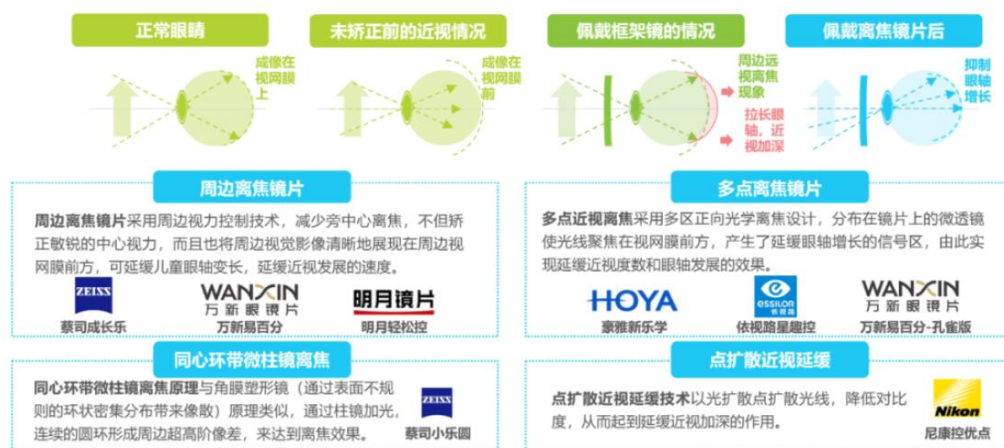 正常眼睛
未矫正前的近视情况
佩戴框架镜的情况
佩戴离焦镜片后
成像在
视网膜
上
成像在
视网膜
前
周边远
视离焦
现象
拉长眼
轴，近
视加深
抑制
眼轴
增长
周边离焦镜片
周边离焦镜片采用周边视力控制技术，减少旁中心离焦，不但矫
正敏锐的中心视力，而且也将周边视觉影像清晰地展现在周边视
网膜前方，可延缓儿童眼轴变长，延缓近视发展的速度。
ZEISS
蔡司成长乐
WANXIN
万新眼镜片
万新易百分
明月镜片
明月轻松控
多点离焦镜片
多点近视离焦采用多区正向光学离焦设计，分布在镜片上的微透镜
使光线聚焦在视网膜前方，产生了延缓眼轴增长的信号区，由此实
现延缓近视度数和眼轴发展的效果。
HOYA
豪雅新乐学
essilor
依视路
依视路星趣控
WANXIN
万新眼镜片
万新易百分-孔雀版
同心环带微柱镜离焦
同心环带微柱镜离焦原理与角膜塑形镜（通过表面不规
则的环状密集分布带来像散）原理类似，通过柱镜加光，
连续的圆环形成周边超高阶像差，来达到离焦效果。
ZEISS
蔡司小乐圆
点扩散近视延缓
点扩散近视延缓技术以光扩散点扩散光线，降低对比
度，从而起到延缓近视加深的作用。
Nikon
尼康控优点